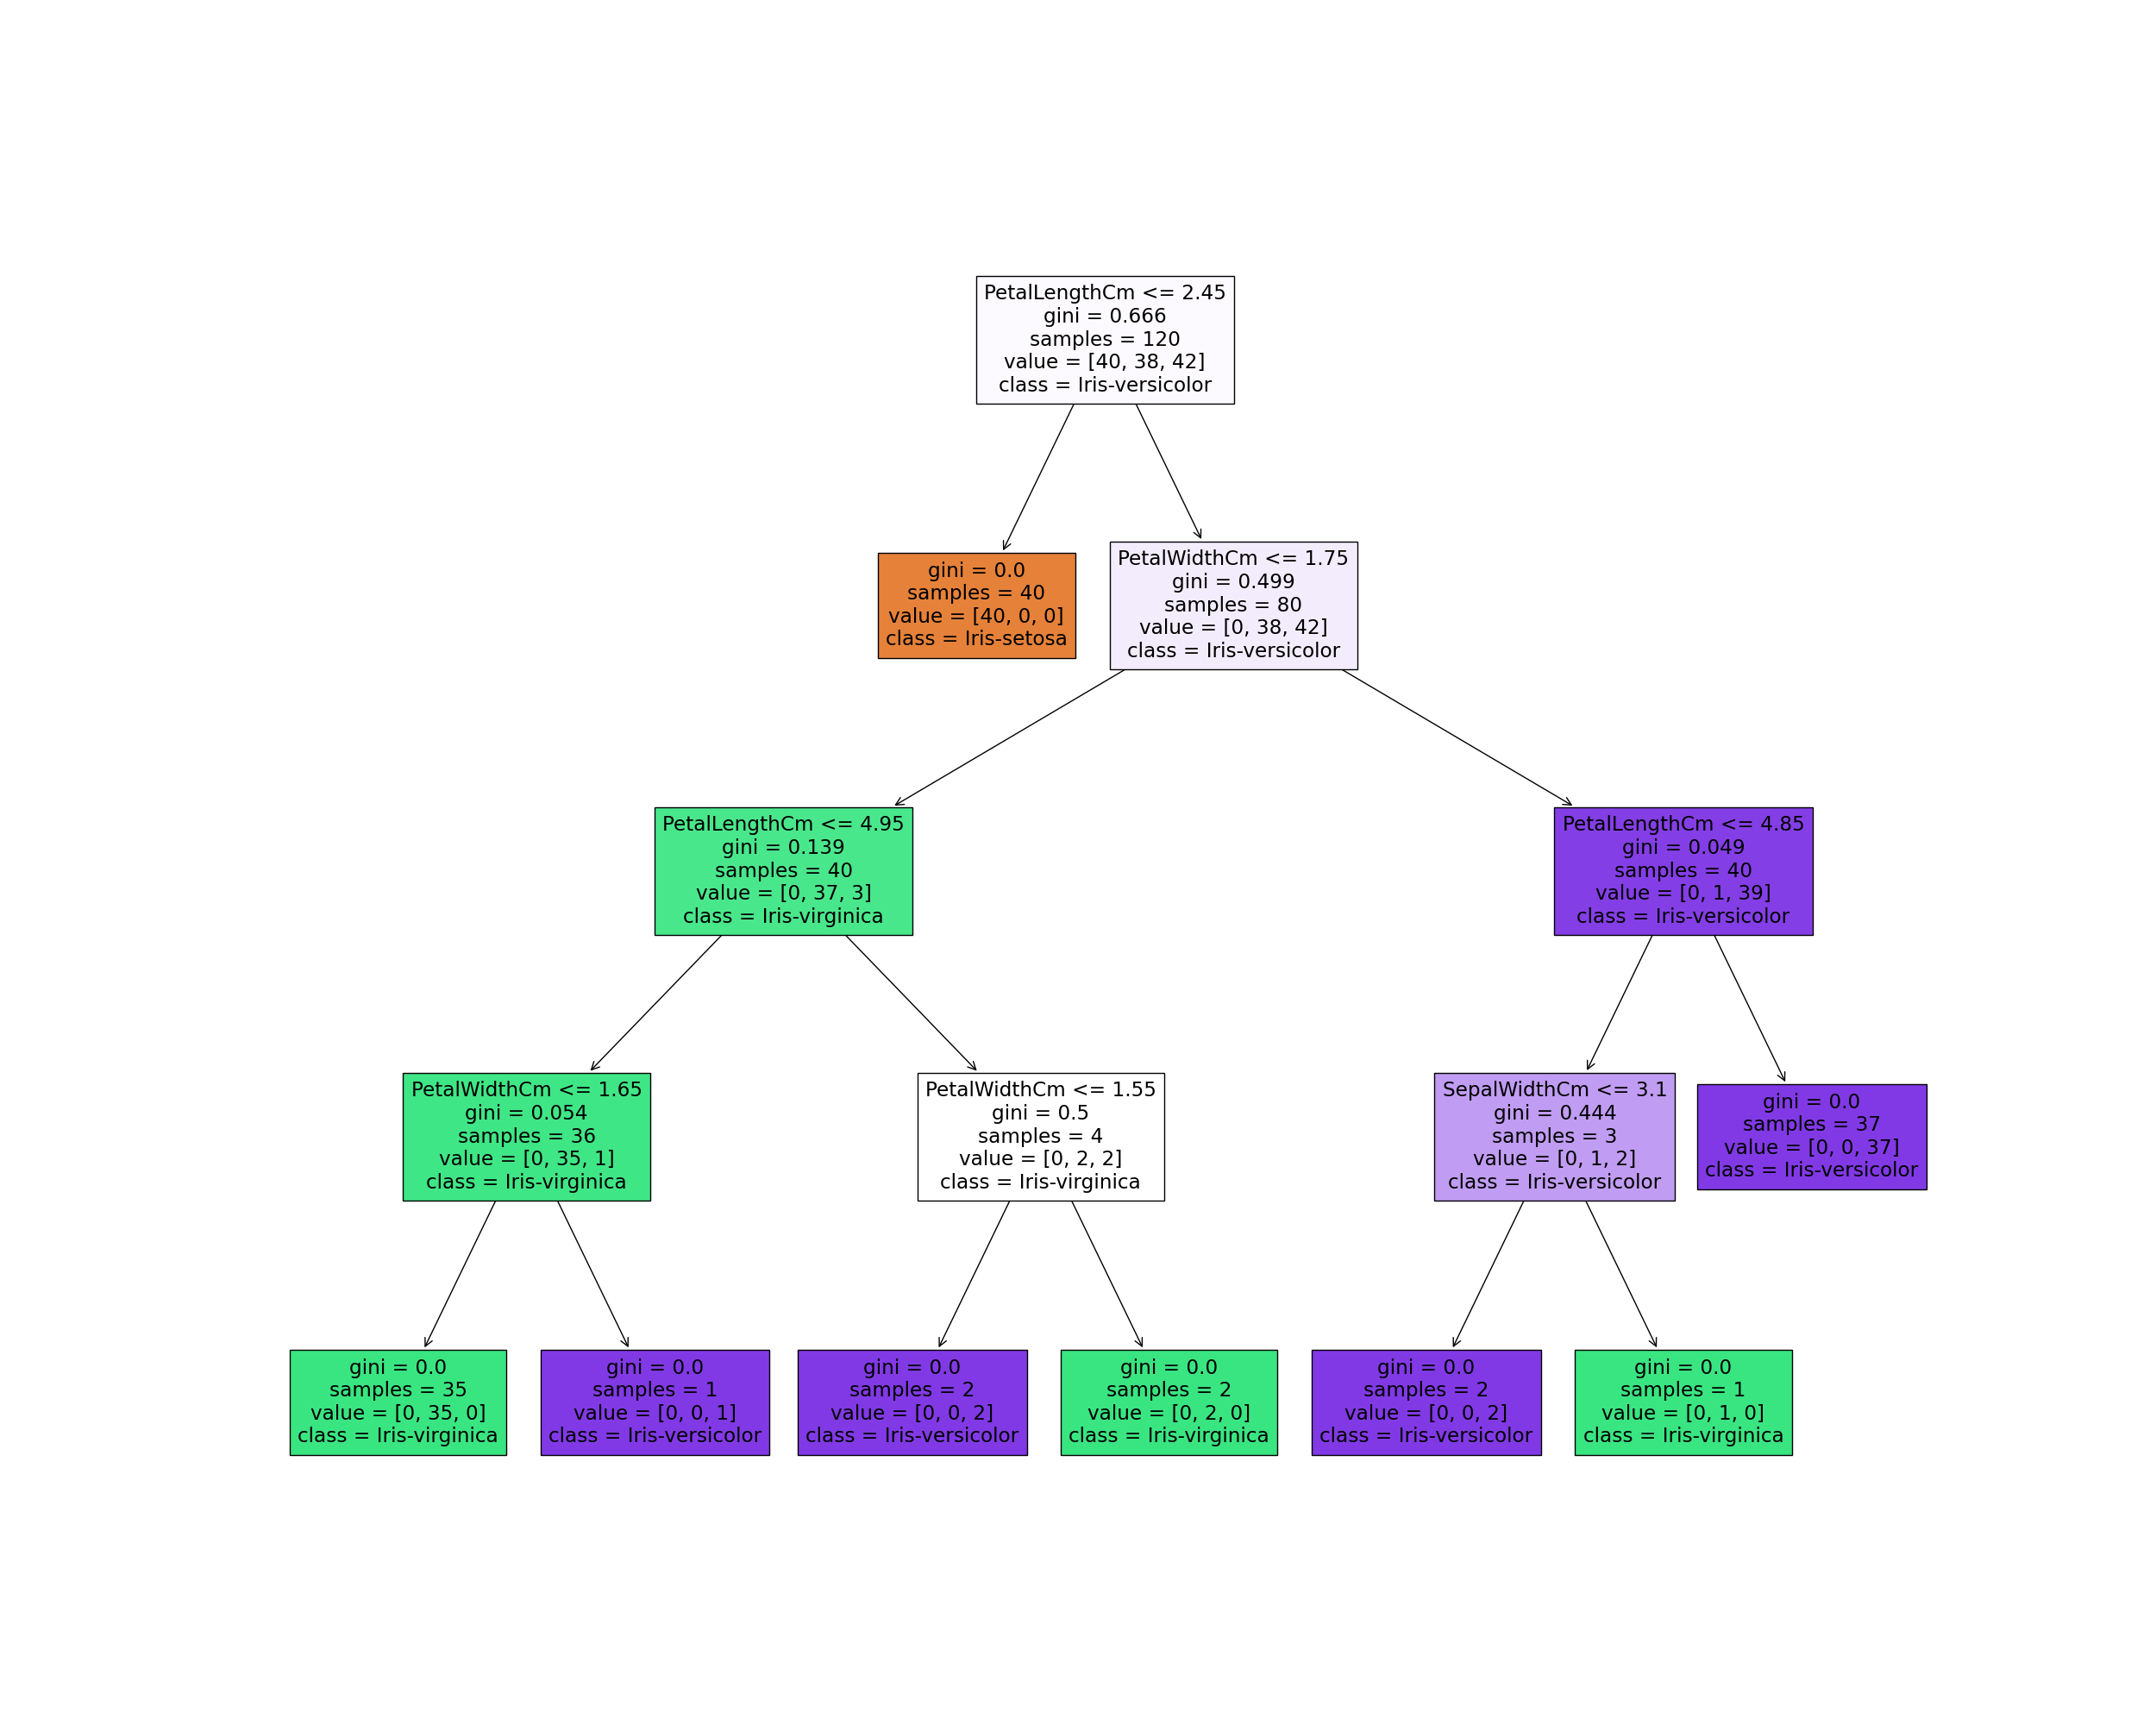 PetalLengthCm <= 2.45
gini = 0.666
samples = 120
value = [40, 38, 42]
class = Iris-versicolor
gini = 0.0
samples = 40
value = [40, 0, 0]
class = Iris-setosa
PetalWidthCm <= 1.75
gini = 0.499
samples = 80
value = [0, 38, 42]
class = Iris-versicolor
PetalLengthCm <= 4.95
gini = 0.139
samples = 40
value = [0, 37, 3]
class = Iris-virginica
PetalLengthCm <= 4.85
gini = 0.049
samples = 40
value = [0, 1, 39]
class = Iris-versicolor
PetalWidthCm <= 1.65
gini = 0.054
samples = 36
value = [0, 35, 1]
class = Iris-virginica
PetalWidthCm <= 1.55
gini = 0.5
samples = 4
value = [0, 2, 2]
class = Iris-virginica
SepalWidthCm <= 3.1
gini = 0.444
samples = 3
value = [0, 1, 2]
class = Iris-versicolor
gini = 0.0
samples = 37
value = [0, 0, 37]
class = Iris-versicolor
gini = 0.0
samples = 35
value = [0, 35, 0]
class = Iris-virginica
gini = 0.0
samples = 1
value = [0, 0, 1]
class = Iris-versicolor
gini = 0.0
samples = 2
value = [0, 0, 2]
class = Iris-versicolor
gini = 0.0
samples = 2
value = [0, 2, 0]
class = Iris-virginica
gini = 0.0
samples = 2
value = [0, 0, 2]
class = Iris-versicolor
gini = 0.0
samples = 1
value = [0, 1, 0]
class = Iris-virginica